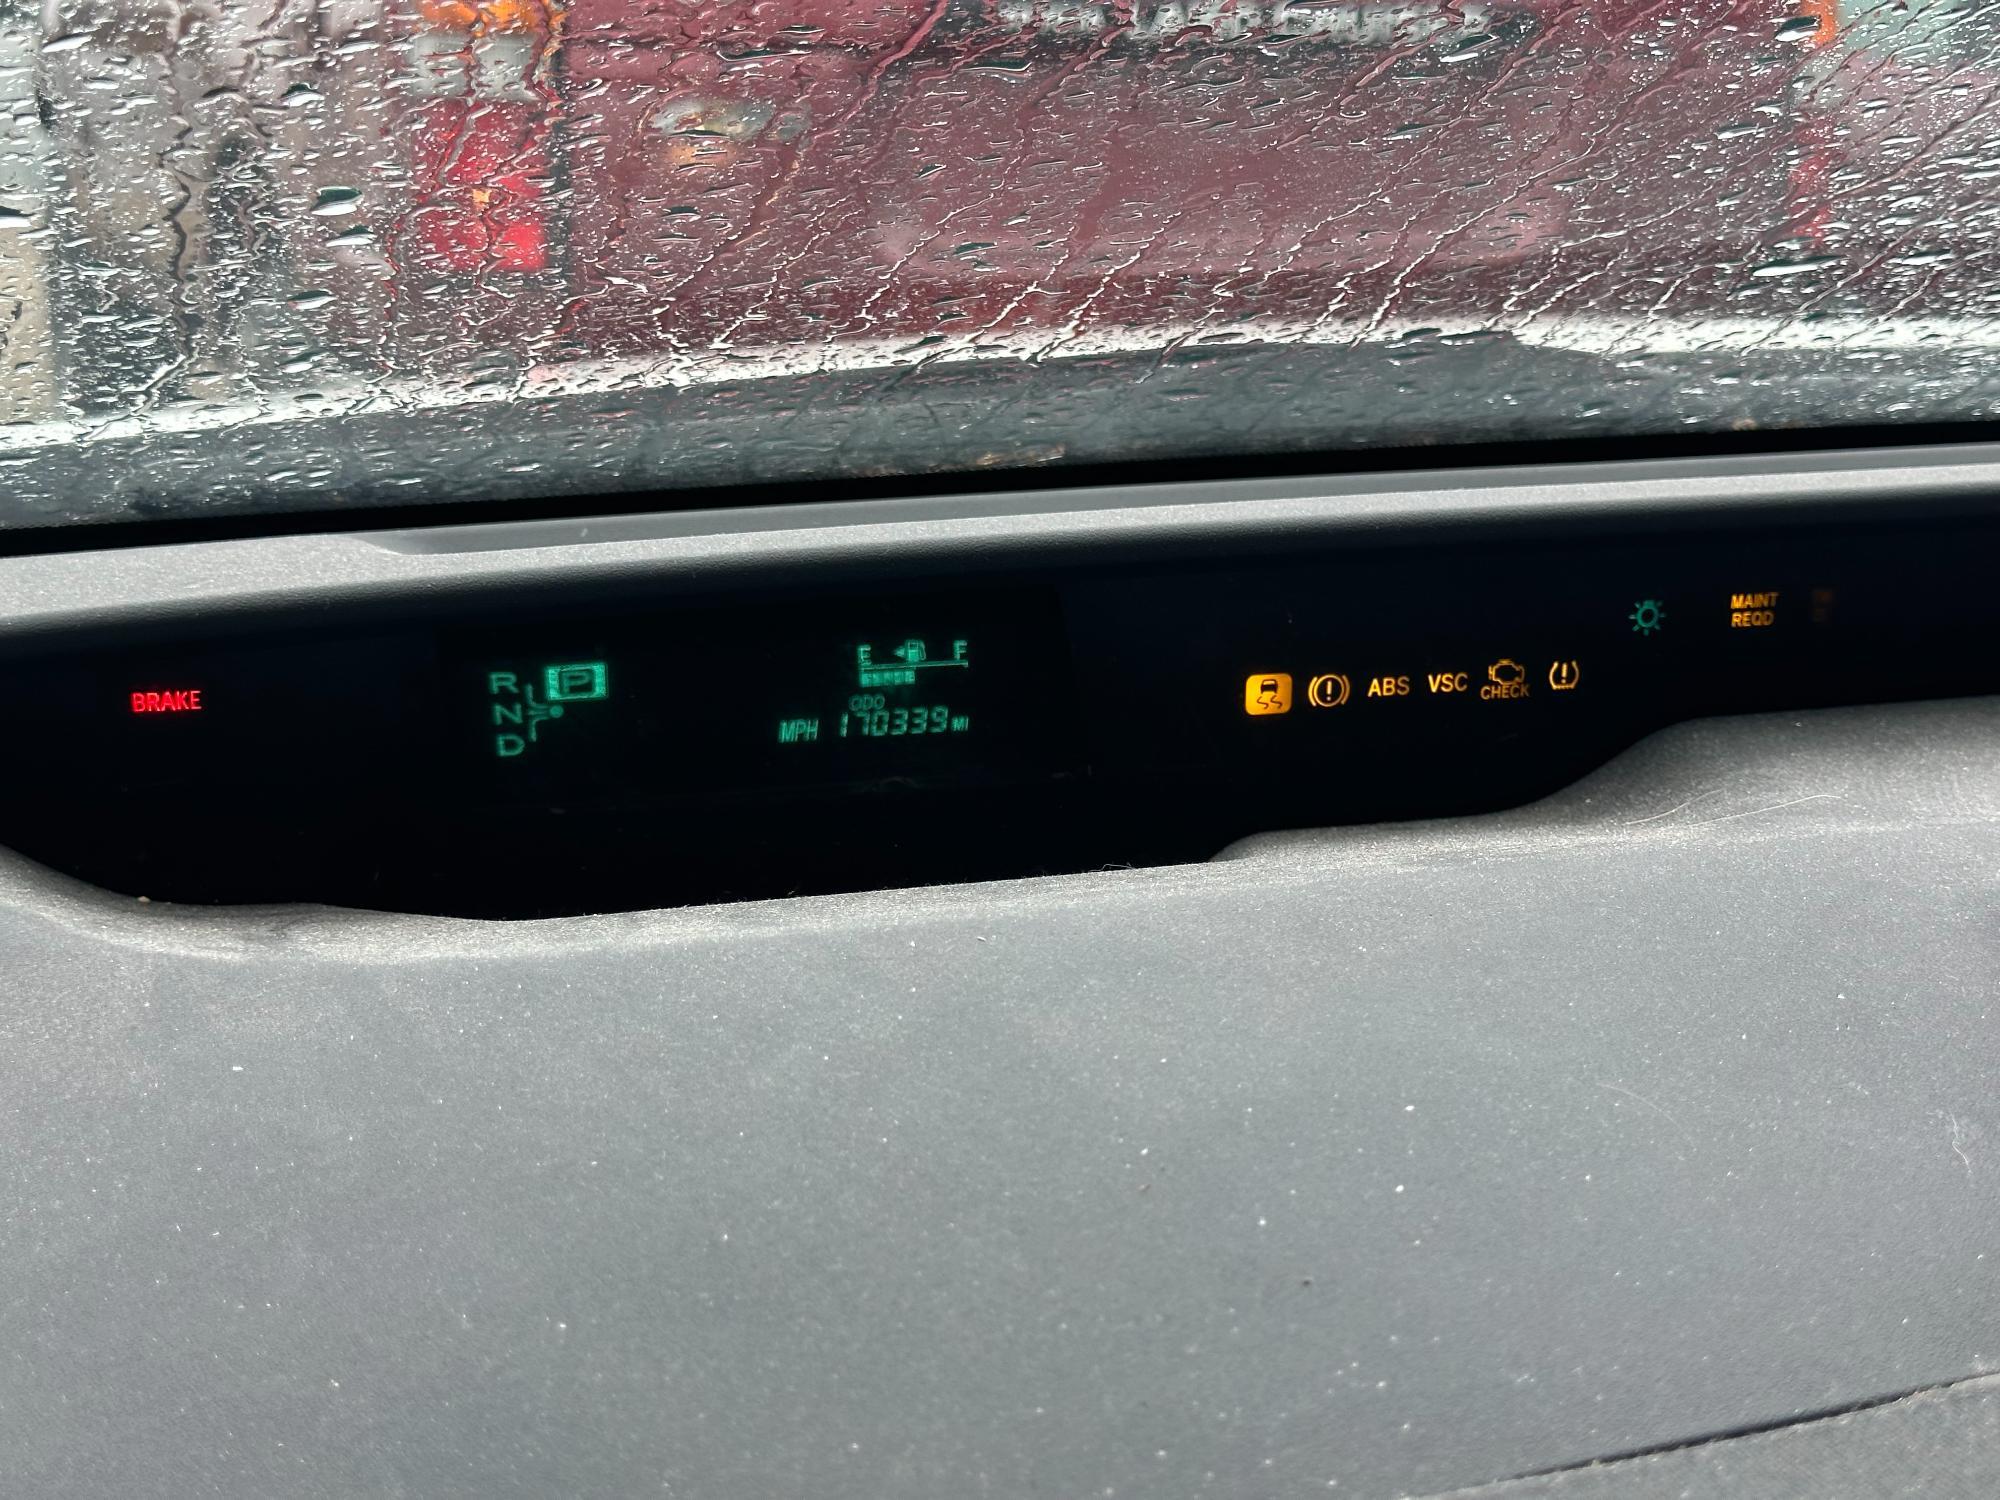 BRAKE
R P
N
D
E F
ODO
MPH 170339 MI
ABS VSC CHECK
MAINT
REQD